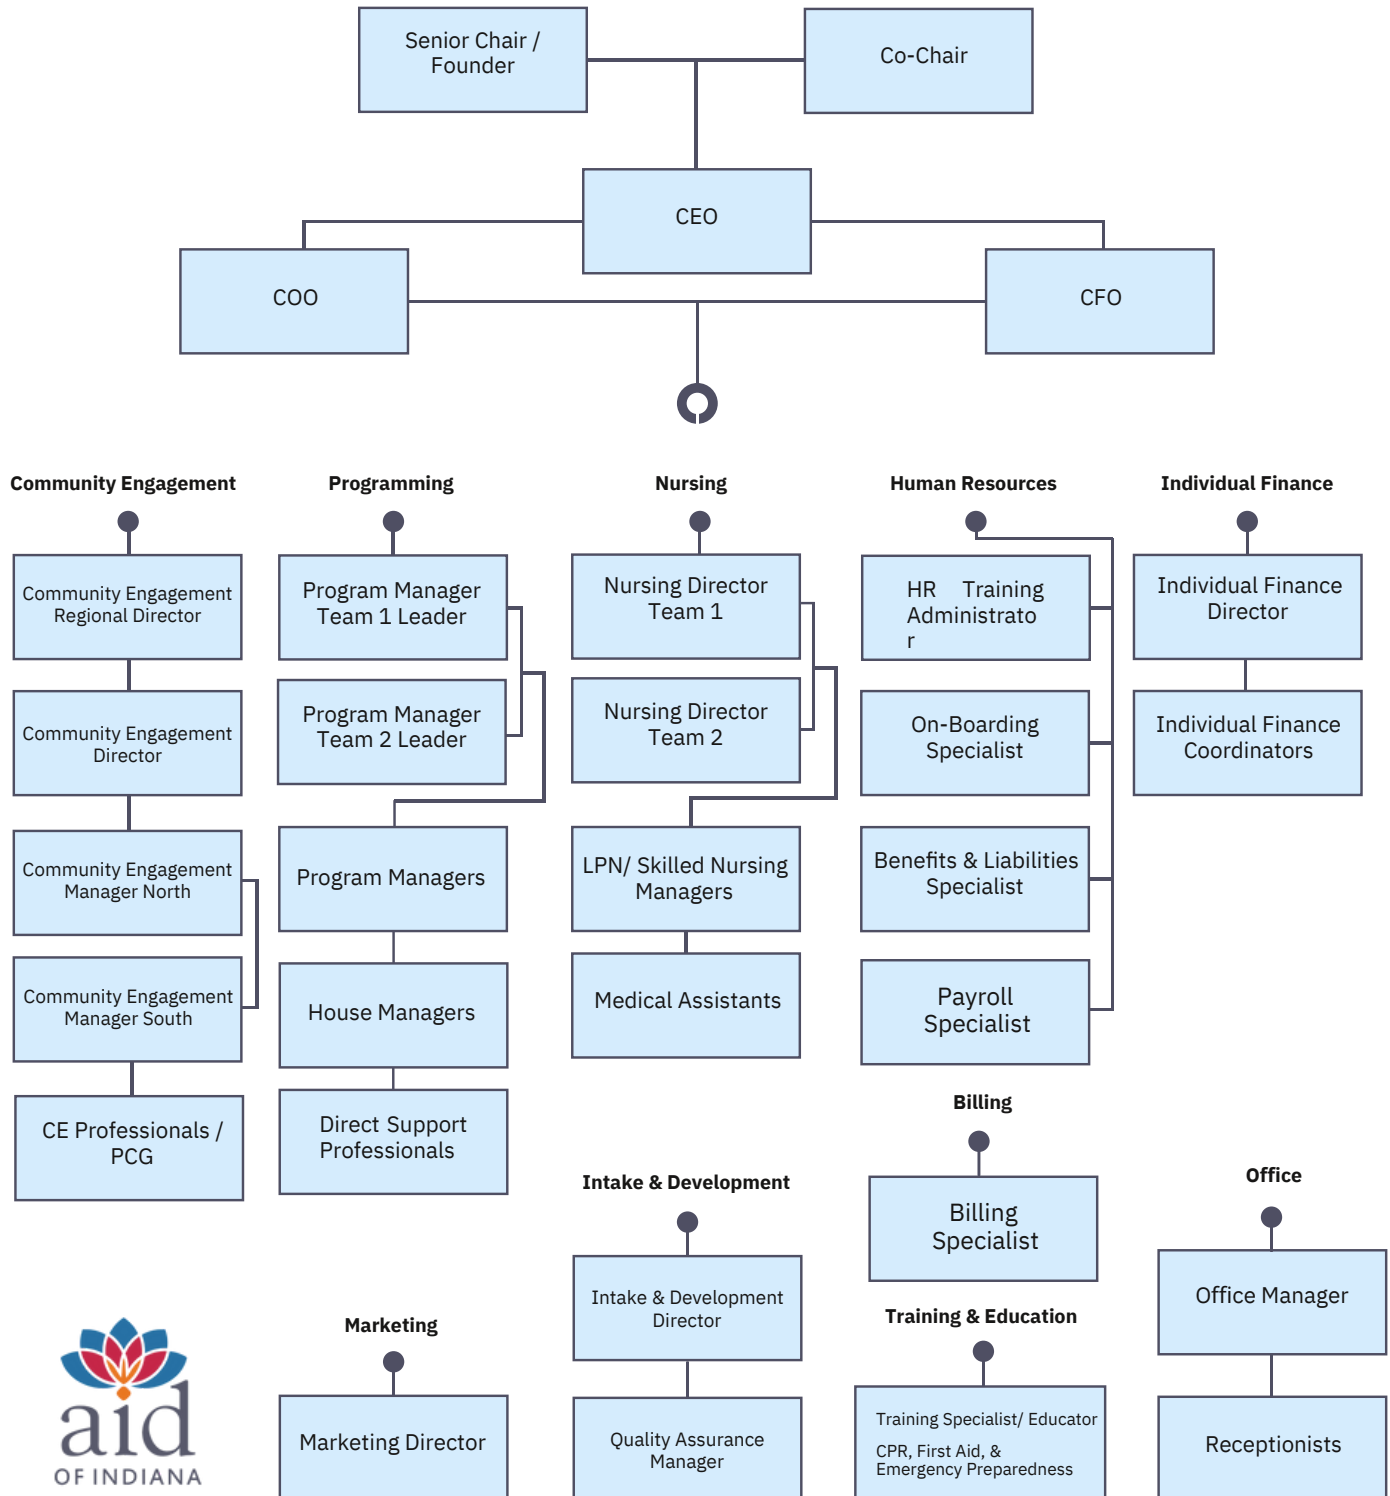 Senior Chair /
Founder
Co-Chair
CEO
COO
CFO
Community Engagement
Community Engagement
Regional Director
Community Engagement
Director
Community Engagement
Manager North
Community Engagement
Manager South
CE Professionals /
PCG
Programming
Program Manager
Team 1 Leader
Program Manager
Team 2 Leader
Program Managers
House Managers
Direct Support
Professionals
Nursing
Nursing Director
Team 1
Nursing Director
Team 2
LPN/ Skilled Nursing
Managers
Medical Assistants
Human Resources
HR Training
Administrato
r
On-Boarding
Specialist
Benefits & Liabilities
Specialist
Payroll
Specialist
Individual Finance
Individual Finance
Director
Individual Finance
Coordinators
Marketing
Marketing Director
Intake & Development
Intake & Development
Director
Quality Assurance
Manager
Billing
Billing
Specialist
Training & Education
Training Specialist/ Educator
CPR, First Aid, &
Emergency Preparedness
Office
Office Manager
Receptionists
aid
OF INDIANA